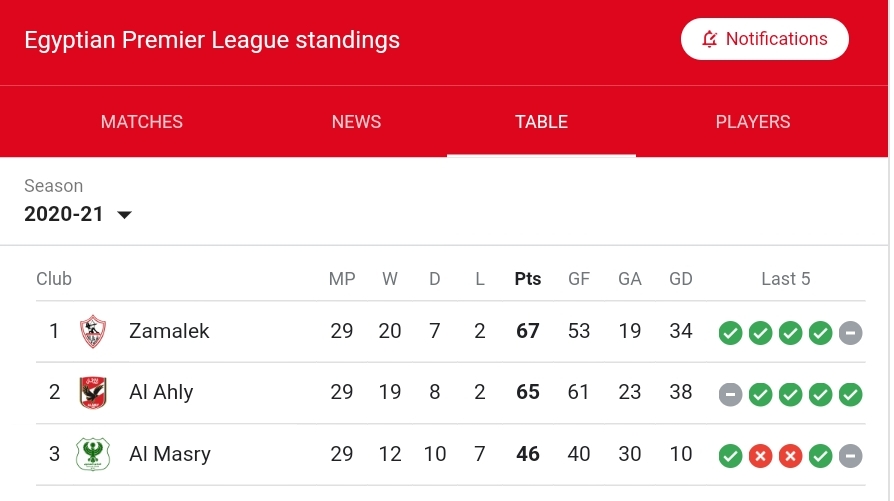 Egyptian Premier League standings
Notifications
MATCHES NEWS TABLE PLAYERS
Season
2020-21
Club MP W D L Pts GF GA GD Last 5
1 Zamalek 29 20 7 2 67 53 19 34
2 Al Ahly 29 19 8 2 65 61 23 38
3 Al Masry 29 12 10 7 46 40 30 10